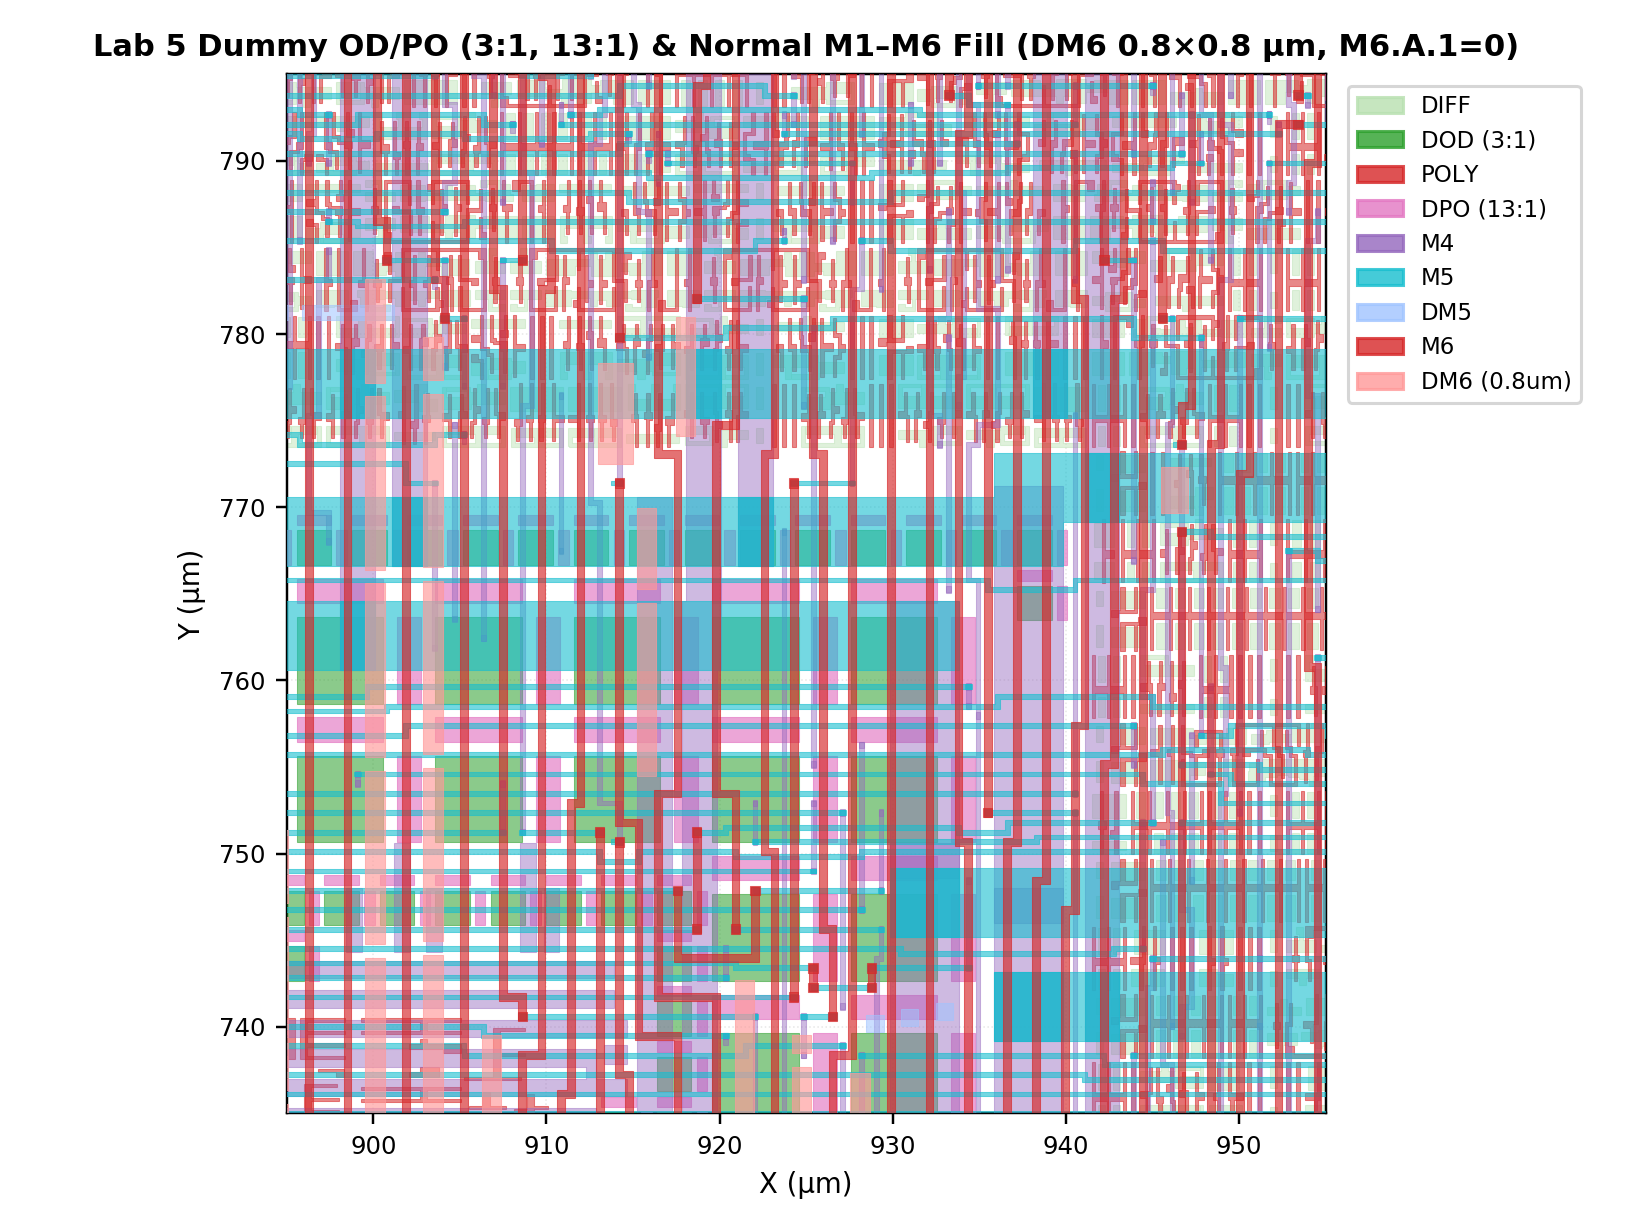 Lab 5 Dummy OD/PO (3:1, 13:1) & Normal M1–M6 Fill (DM6 0.8×0.8 μm, M6.A.1=0)
DIFF
DOD (3:1)
POLY
DPO (13:1)
M4
M5
DM5
M6
DM6 (0.8um)
790
780
770
760
750
740
Y (μm)
900 910 920 930 940 950
X (μm)